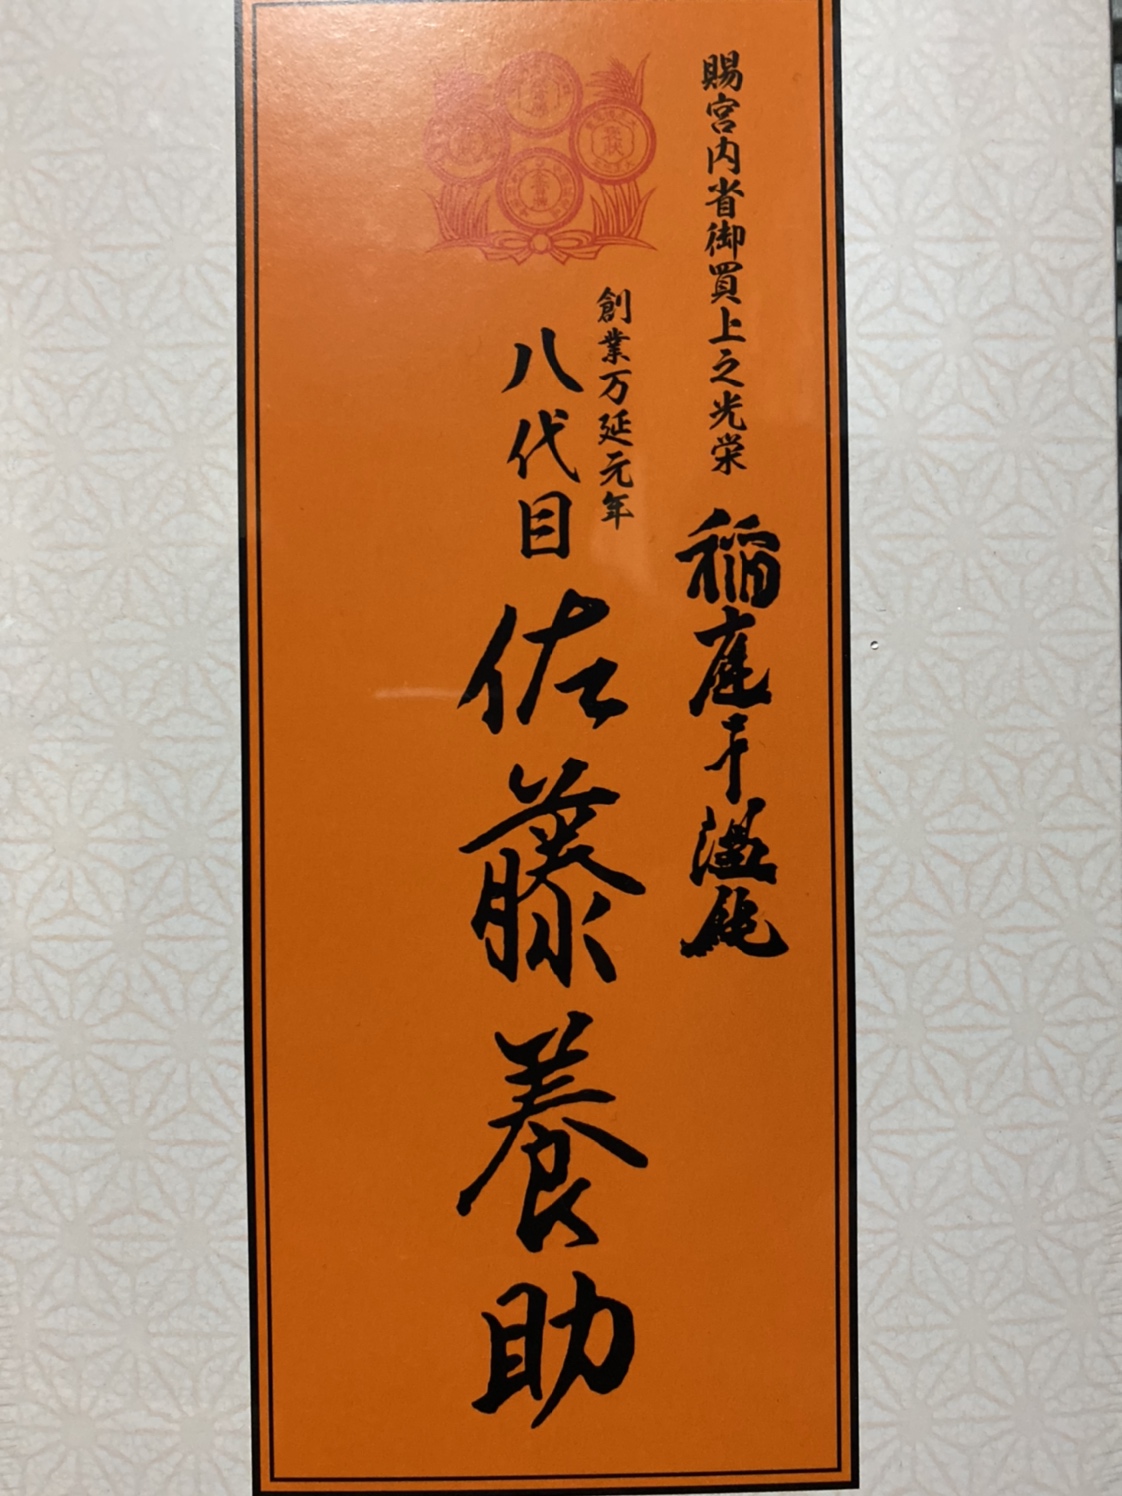 賜宮内省御買上之光栄
稲庭干温飩
創業万延元年
八代目
佐藤養助